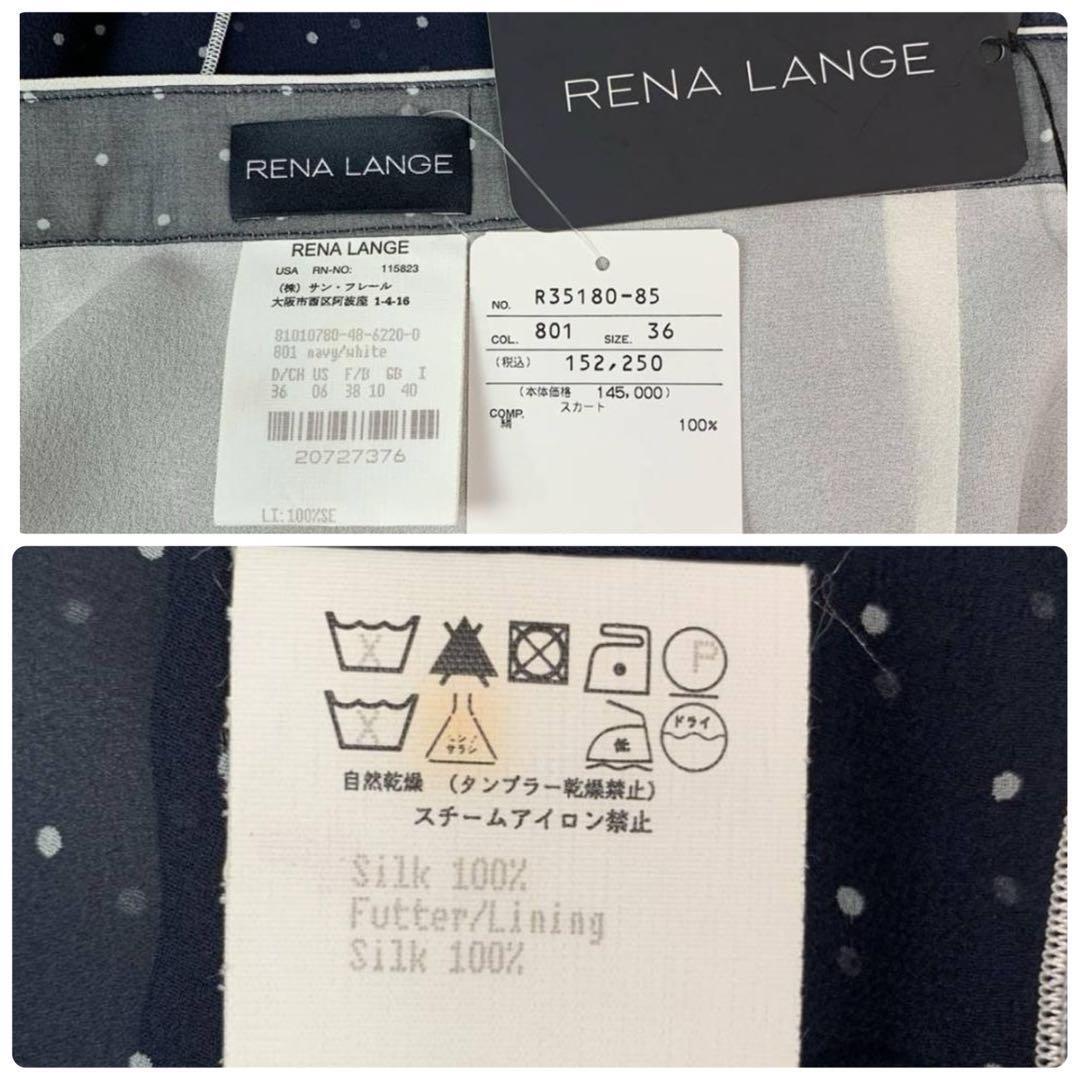 RENA LANGE
RENA LANGE
RENA LANGE
USA RN-NO: 115823
(株) サン・フレール
大阪市西区阿波座 1-4-16
81010780-48-6220-0
801 navy/white
D/CH US F/B GB I
36 06 38 10 40
20727376
LI: 100%SE
NO. R35180-85
COL. 801 SIZE. 36
(税込) 152,250
(本体価格 145,000)
スカート
COMP.
絹 100%
P
ドライ
サラシ
低
自然乾燥 (タンブラー乾燥禁止)
スチームアイロン禁止
Silk 100%
Futter/Lining
Silk 100%